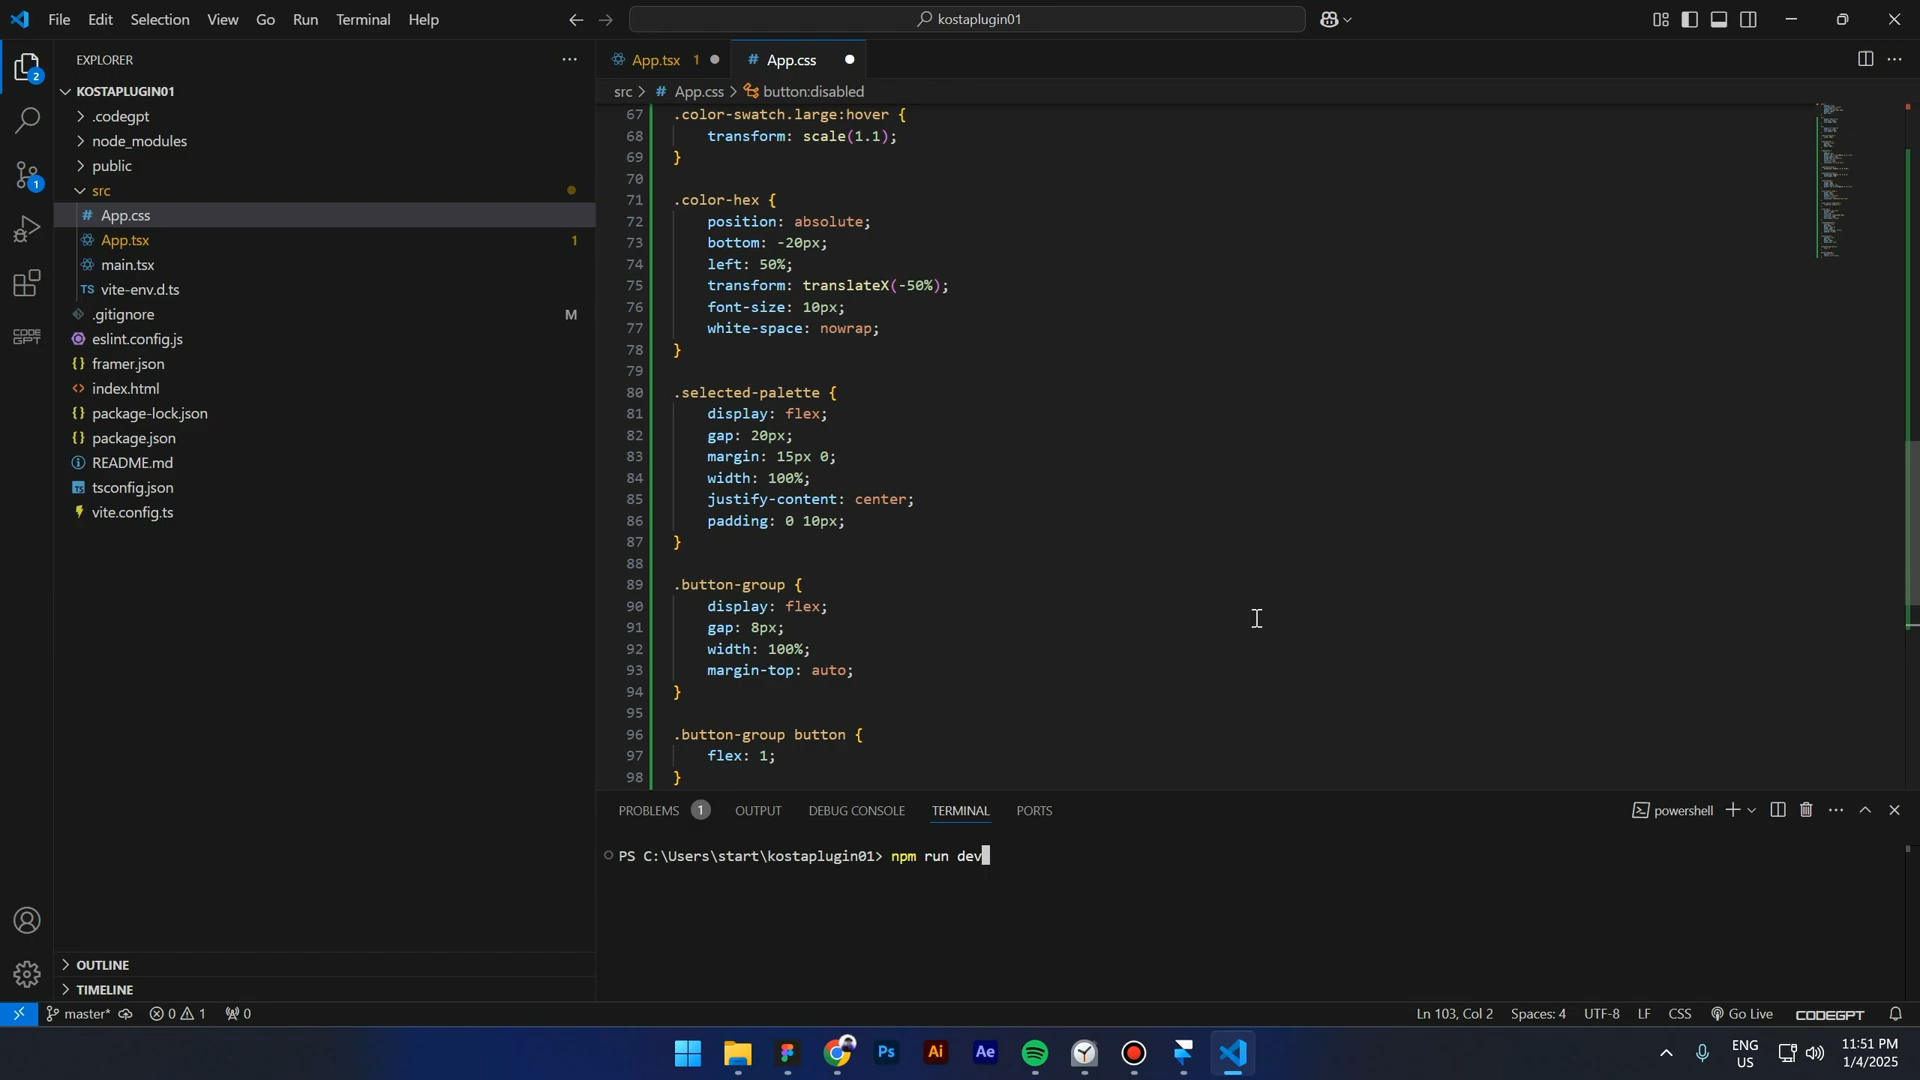 File Edit Selection View Go Run Terminal Help
kostaplugin01
EXPLORER
KOSTAPLUGIN01
.codegpt
node_modules
public
src
# App.css
App.tsx 1
main.tsx
TS vite-env.d.ts
.gitignore M
eslint.config.js
{} framer.json
<> index.html
{} package-lock.json
{} package.json
README.md
TS tsconfig.json
vite.config.ts
OUTLINE
TIMELINE
2
1
CODE
GPT
App.tsx 1
# App.css
src > # App.css > button:disabled
67 .color-swatch.large:hover {
68 transform: scale(1.1);
69 }
70
71 .color-hex {
72 position: absolute;
73 bottom: -20px;
74 left: 50%;
75 transform: translateX(-50%);
76 font-size: 10px;
77 white-space: nowrap;
78 }
79
80 .selected-palette {
81 display: flex;
82 gap: 20px;
83 margin: 15px 0;
84 width: 100%;
85 justify-content: center;
86 padding: 0 10px;
87 }
88
89 .button-group {
90 display: flex;
91 gap: 8px;
92 width: 100%;
93 margin-top: auto;
94 }
95
96 .button-group button {
97 flex: 1;
98 }
PROBLEMS 1 OUTPUT DEBUG CONSOLE TERMINAL PORTS
powershell
PS C:\Users\start\kostaplugin01> npm run dev
master* 0 1 0
Ln 103, Col 2 Spaces: 4 UTF-8 LF CSS Go Live CODEGPT
Ps Ai Ae
ENG
US
11:51 PM
1/4/2025